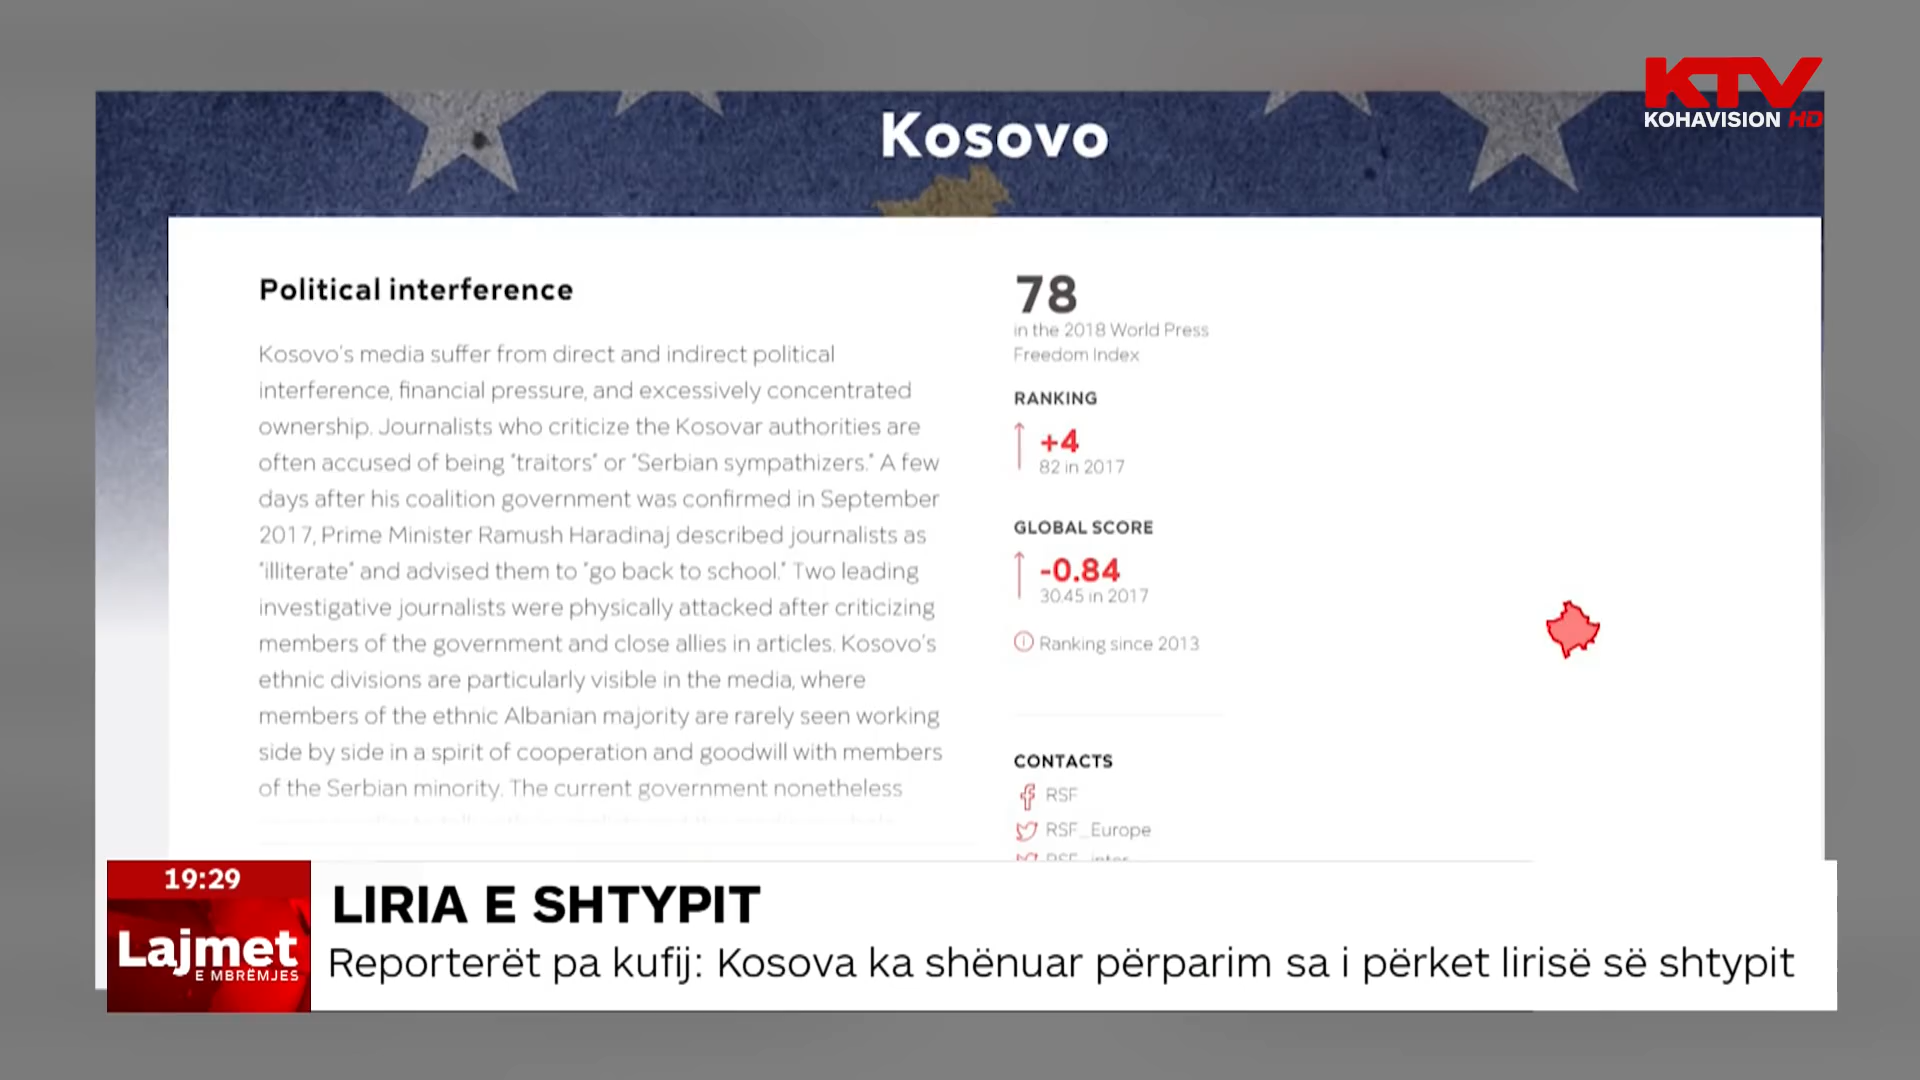 KTV
KOHAVISION HD
Kosovo
Political interference
Kosovo's media suffer from direct and indirect political
interference, financial pressure, and excessively concentrated
ownership. Journalists who criticize the Kosovar authorities are
often accused of being "traitors" or "Serbian sympathizers." A few
days after his coalition government was confirmed in September
2017, Prime Minister Ramush Haradinaj described journalists as
"illiterate" and advised them to "go back to school." Two leading
investigative journalists were physically attacked after criticizing
members of the government and close allies in articles. Kosovo's
ethnic divisions are particularly visible in the media, where
members of the ethnic Albanian majority are rarely seen working
side by side in a spirit of cooperation and goodwill with members
of the Serbian minority. The current government nonetheless
78
in the 2018 World Press
Freedom Index
RANKING
+4
82 in 2017
GLOBAL SCORE
-0.84
30.45 in 2017
Ranking since 2013
CONTACTS
RSF
RSF_Europe
19:29
Lajmet
E MBRËMJES
LIRIA E SHTYPIT
Reporterët pa kufij: Kosova ka shënuar përparim sa i përket lirisë së shtypit